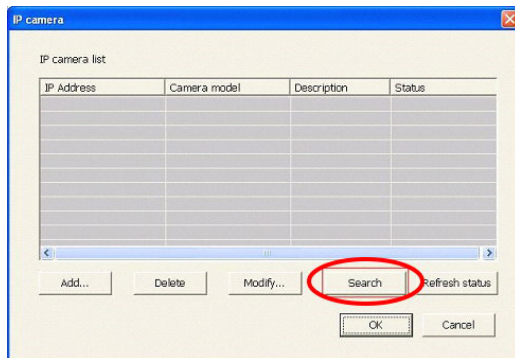 IP camera
IP camera list
IP Address Camera model Description Status
Add... Delete Modify... Search Refresh status
OK Cancel